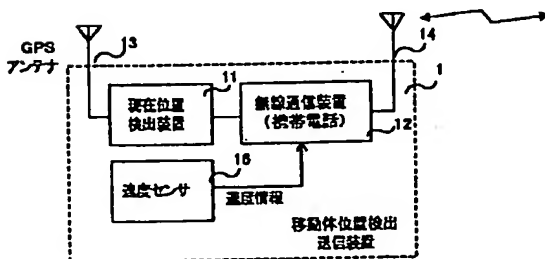 13
14
GPS
アンテナ
1
11
現在位置
検出装置
無線通信装置
(携帯電話)
12
16
速度センサ
速度情報
移動体位置検出
送信装置